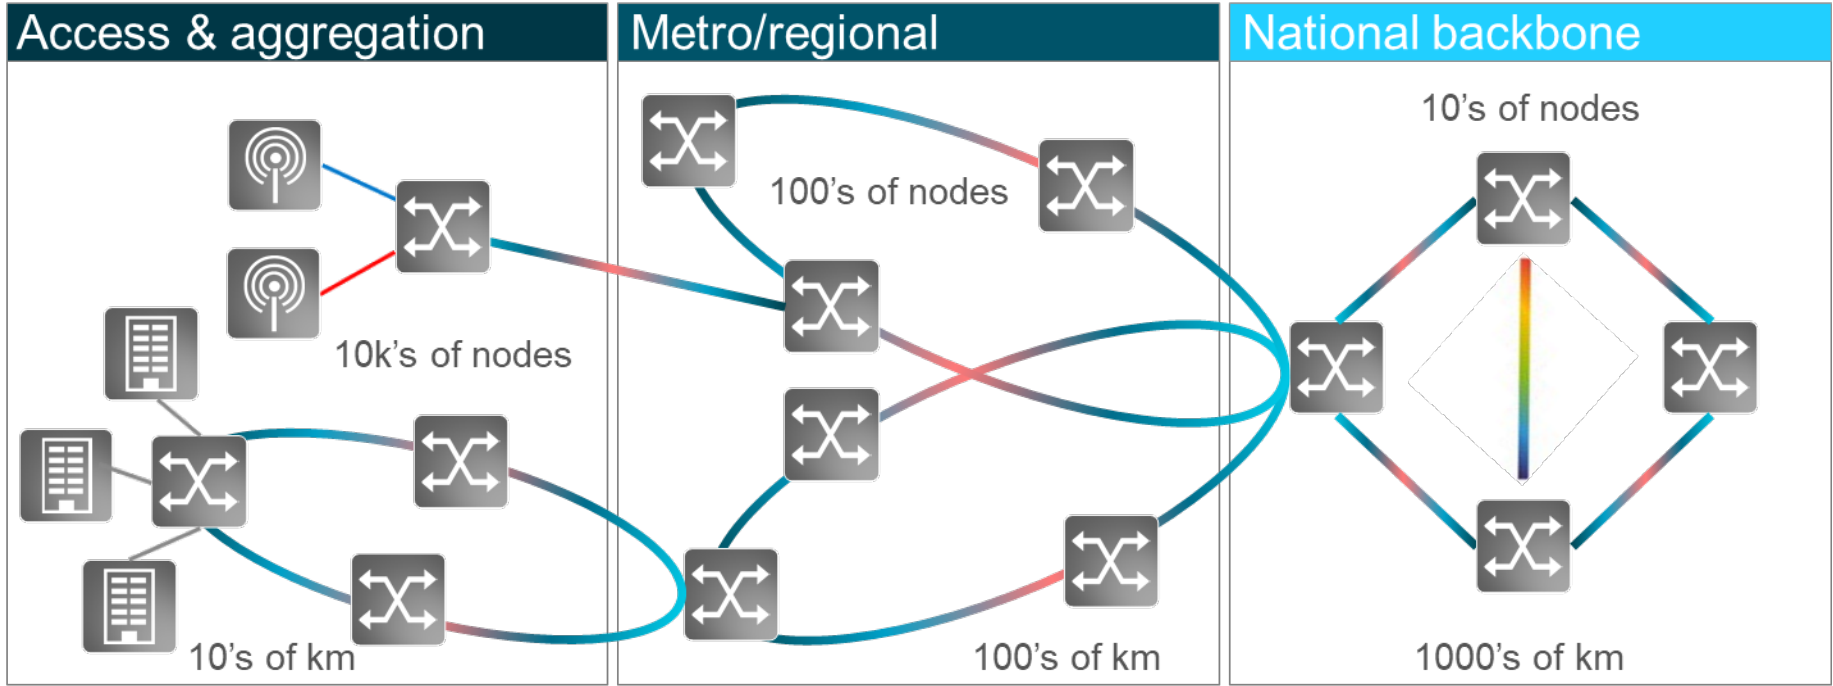 Access & aggregation
10k's of nodes
10's of km
Metro/regional
100's of nodes
100's of km
National backbone
10's of nodes
1000's of km